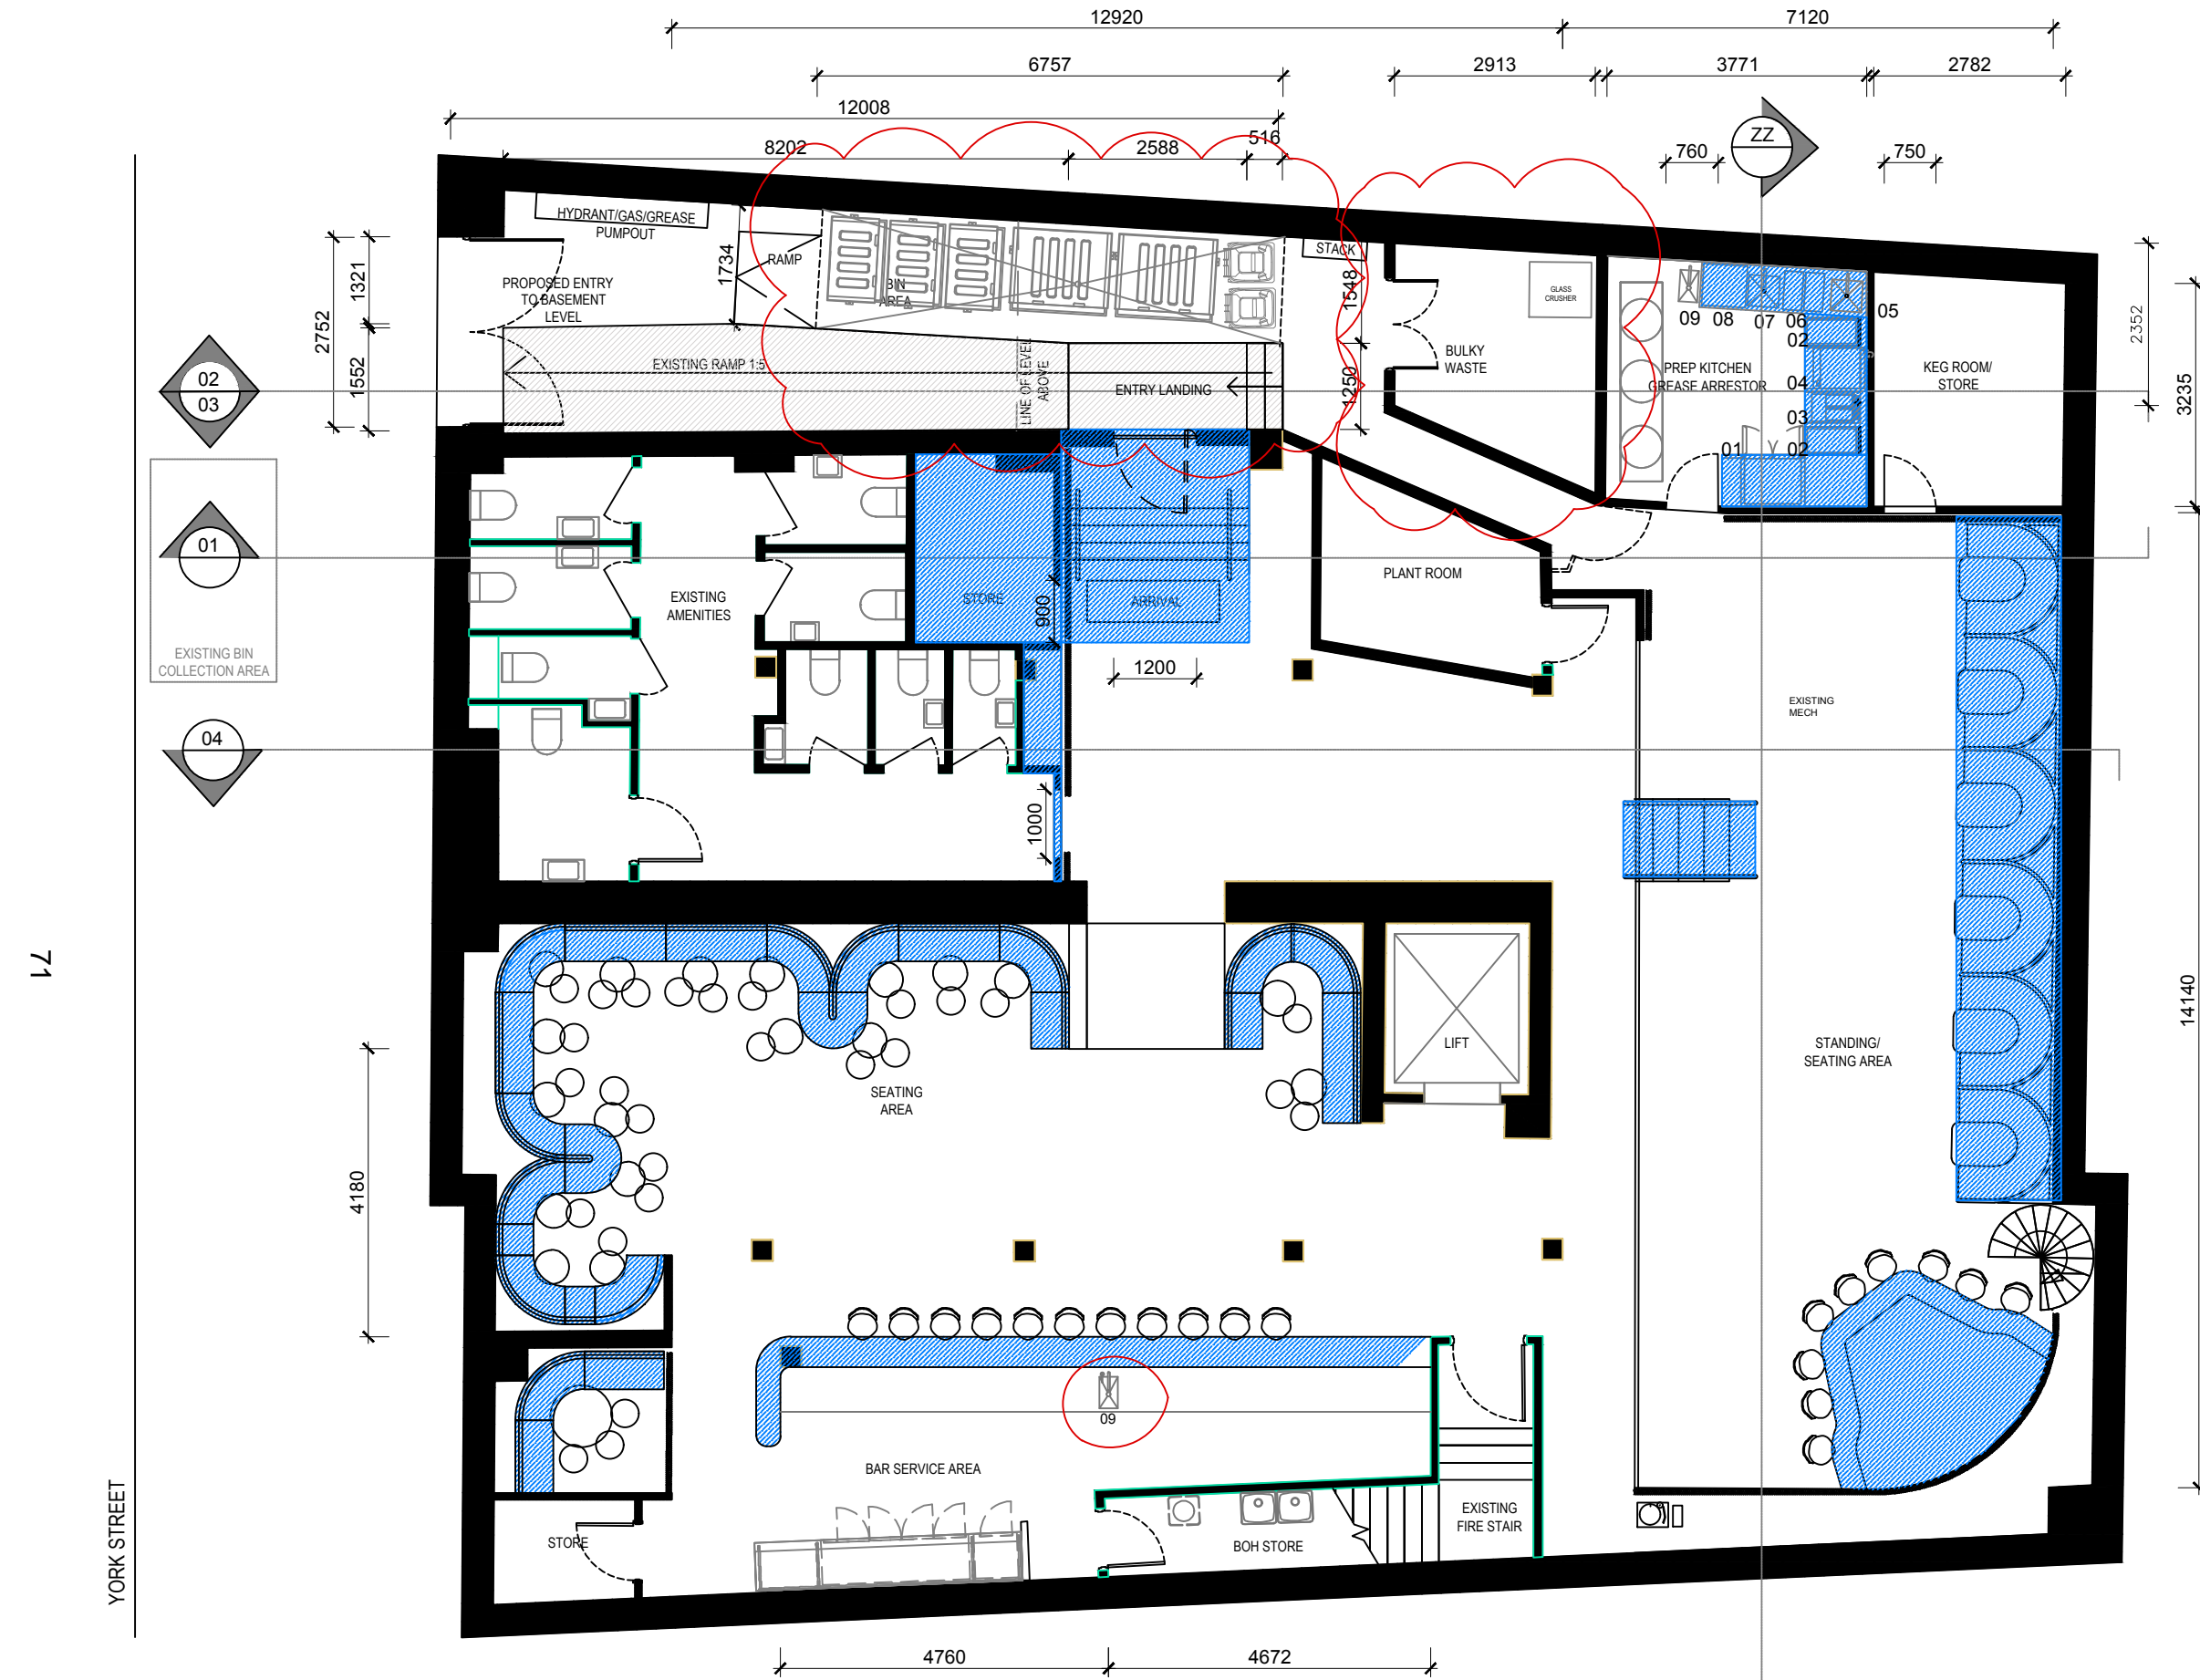 12920
7120
6757
2913
3771
2782
12008
8202
2588
516
760
ZZ
750
HYDRANT/GAS/GREASE
PUMPOUT
1734
RAMP
BIN
AREA
STACK
1548
GLASS
CRUSHER
2752
1321
1552
PROPOSED ENTRY
TO BASEMENT
LEVEL
09 08 07 06
05
02
2352
3235
EXISTING RAMP 1:5
LINE OF LEVEL
ABOVE
ENTRY LANDING
1250
BULKY
WASTE
PREP KITCHEN
GREASE ARRESTOR
04
03
01
02
KEG ROOM/
STORE
02
03
01
EXISTING BIN
COLLECTION AREA
04
EXISTING
AMENITIES
STORE
900
ARRIVAL
1200
PLANT ROOM
EXISTING
MECH
1000
71
LIFT
SEATING
AREA
STANDING/
SEATING AREA
14140
4180
09
BAR SERVICE AREA
YORK STREET
STORE
BOH STORE
EXISTING
FIRE STAIR
4760
4672